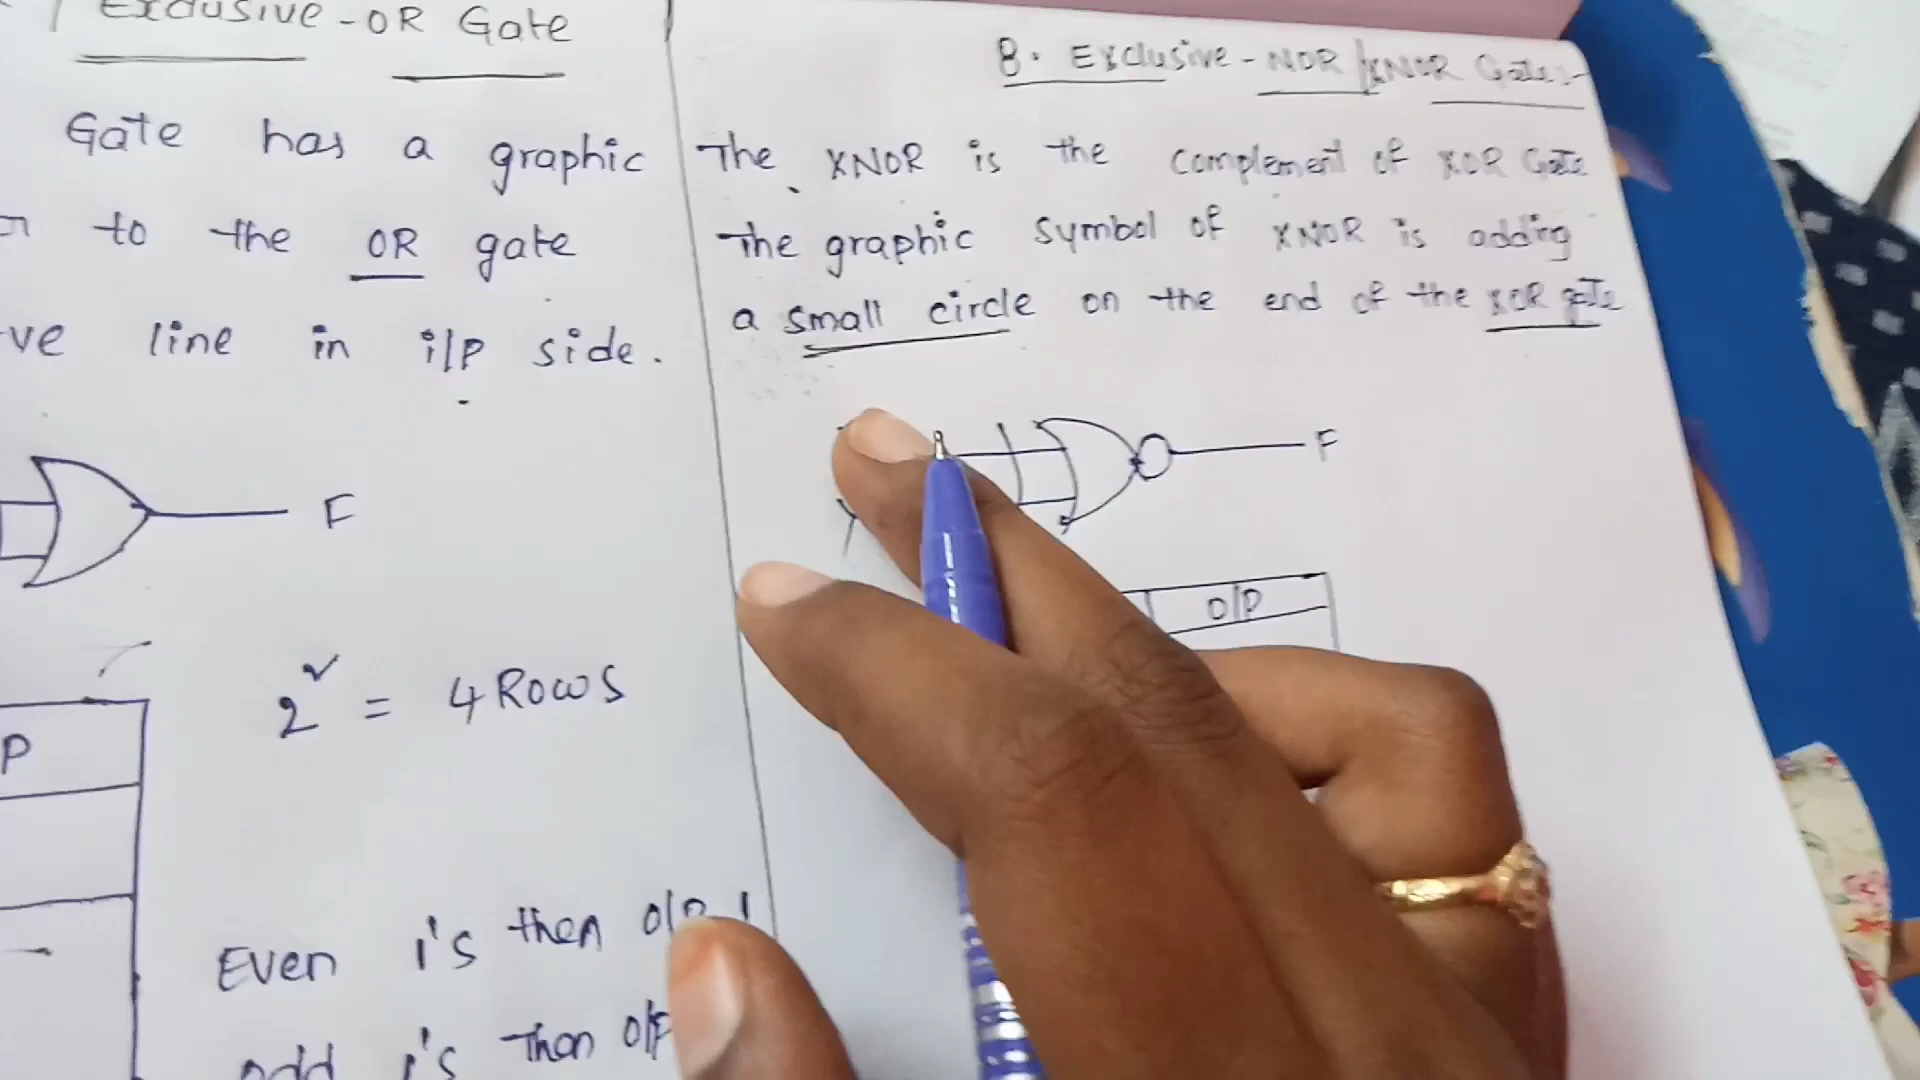 Exclusive - OR Gate
Gate has a graphic
to the OR gate
ve line in i/p side.
F
2² = 4 Rows
P
Even 1's then O/P 1
odd 1's Then O/P
8. Exclusive - NOR / XNOR Gate:-
The XNOR is the complement of XOR Gate
The graphic symbol of XNOR is adding
a small circle on the end of the XOR gate
F
O/P